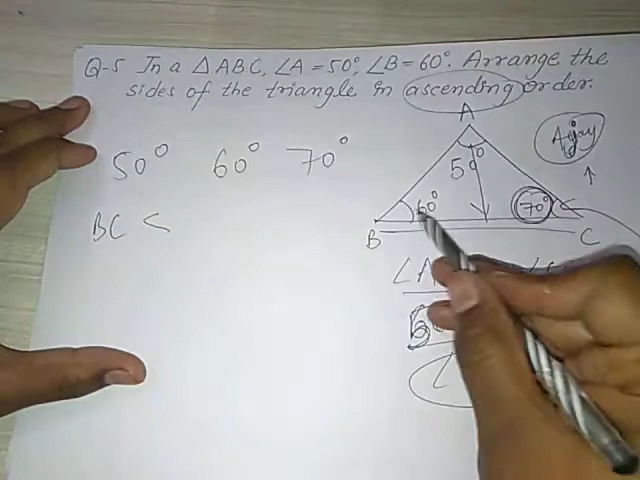 Q-5 In a △ABC, ∠A = 50°, ∠B = 60°. Arrange the
sides of the triangle in ascending order.
A
Ajay
50° 60° 70°
50°
60°
70°
BC <
B
C
∠A